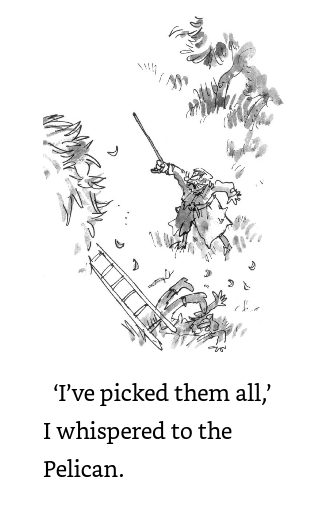 ‘I’ve picked them all,’
I whispered to the
Pelican.